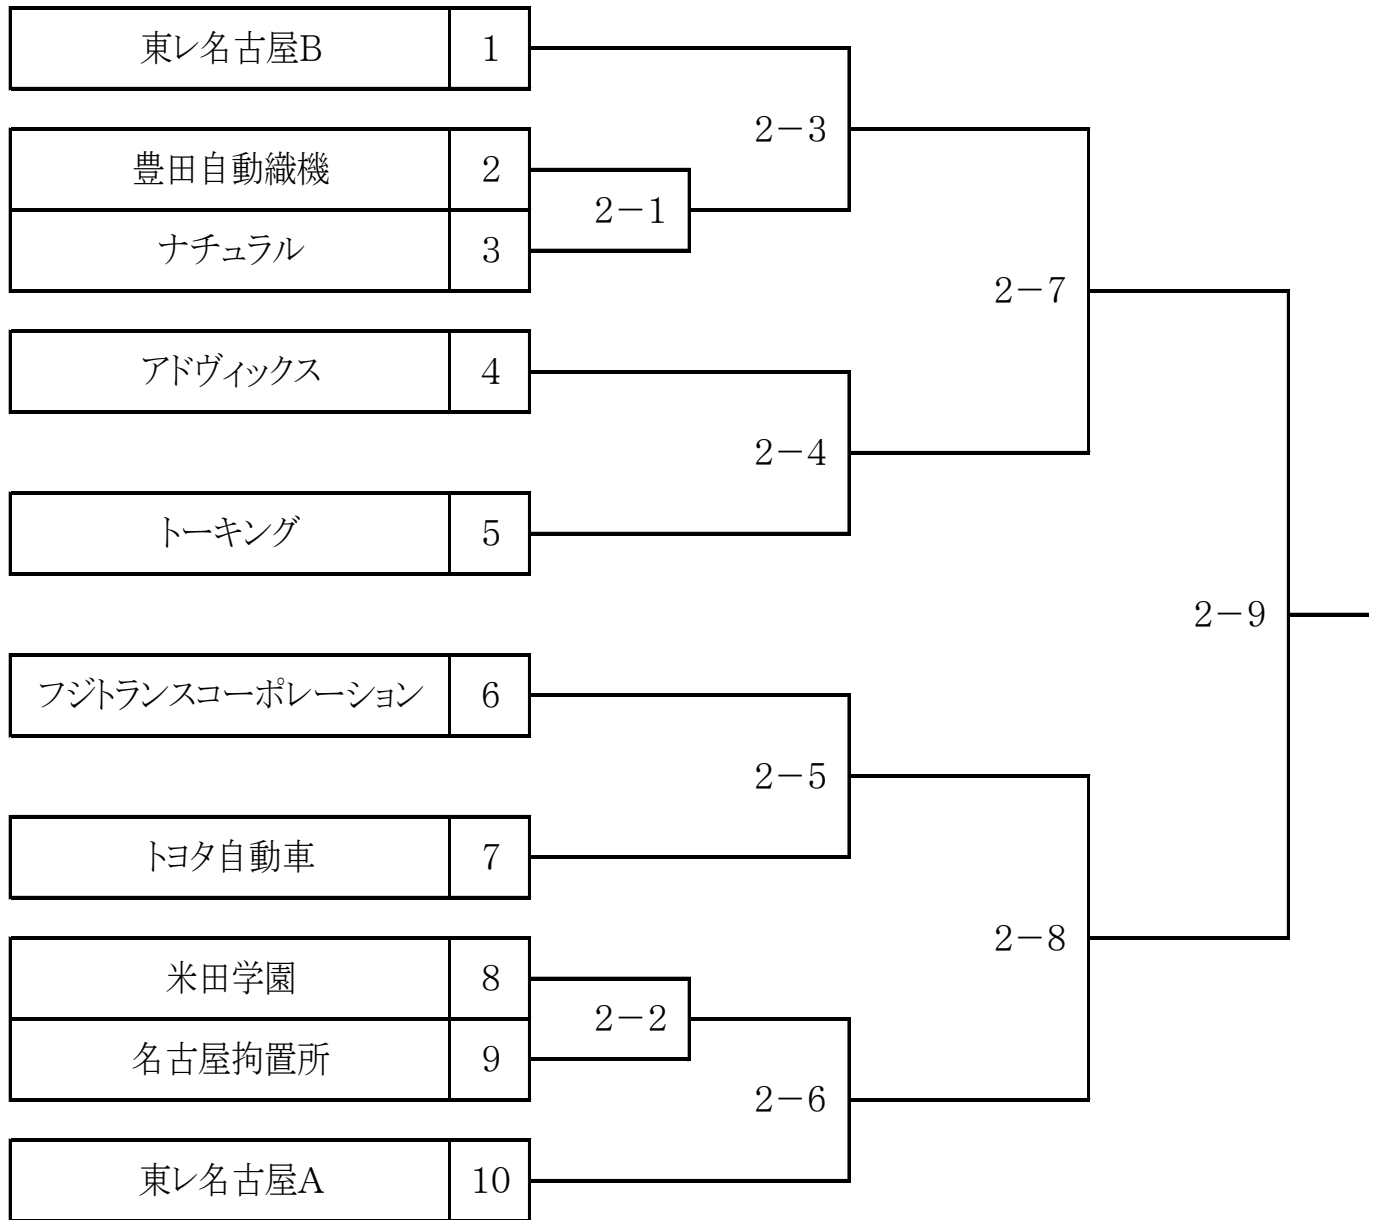 東レ名古屋B 1
2－3
豊田自動織機 2
2－1
ナチュラル 3
2－7
アドヴィックス 4
2－4
トーキング 5
2－9
フジトランスコーポレーション 6
2－5
トヨタ自動車 7
2－8
米田学園 8
2－2
名古屋拘置所 9
2－6
東レ名古屋A 10